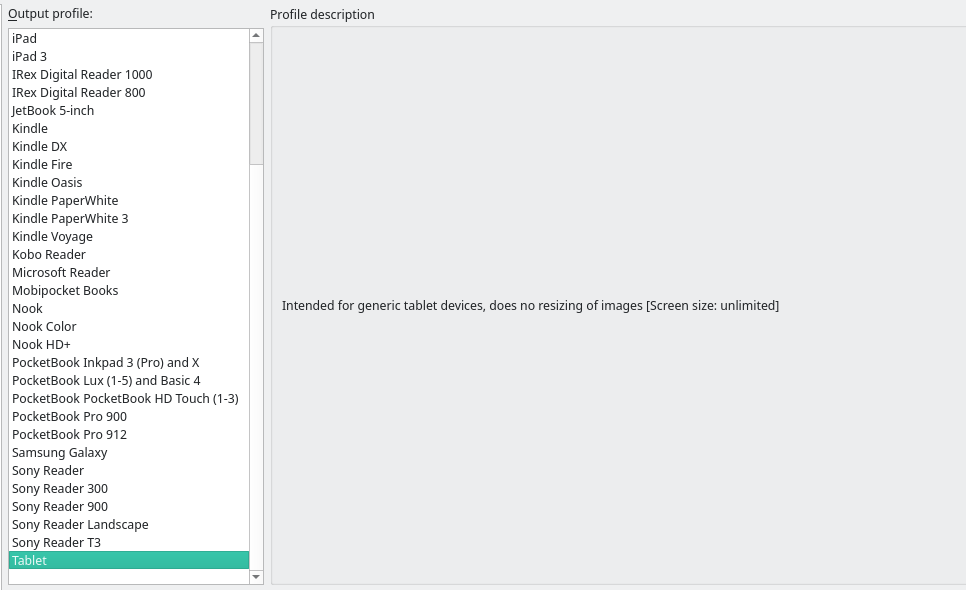 Output profile:
Profile description
iPad
iPad 3
IRex Digital Reader 1000
IRex Digital Reader 800
JetBook 5-inch
Kindle
Kindle DX
Kindle Fire
Kindle Oasis
Kindle PaperWhite
Kindle PaperWhite 3
Kindle Voyage
Kobo Reader
Microsoft Reader
Mobipocket Books
Nook
Nook Color
Nook HD+
PocketBook Inkpad 3 (Pro) and X
PocketBook Lux (1-5) and Basic 4
PocketBook PocketBook HD Touch (1-3)
PocketBook Pro 900
PocketBook Pro 912
Samsung Galaxy
Sony Reader
Sony Reader 300
Sony Reader 900
Sony Reader Landscape
Sony Reader T3
Tablet
Intended for generic tablet devices, does no resizing of images [Screen size: unlimited]